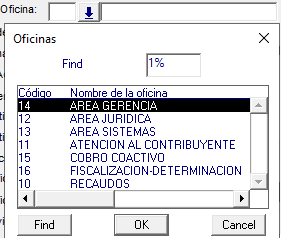 Oficina:
Oficinas
Find 1%
Código Nombre de la oficina
14 AREA GERENCIA
12 AREA JURIDICA
13 AREA SISTEMAS
11 ATENCION AL CONTRIBUYENTE
15 COBRO COACTIVO
16 FISCALIZACION-DETERMINACION
10 RECAUDOS
Find OK Cancel